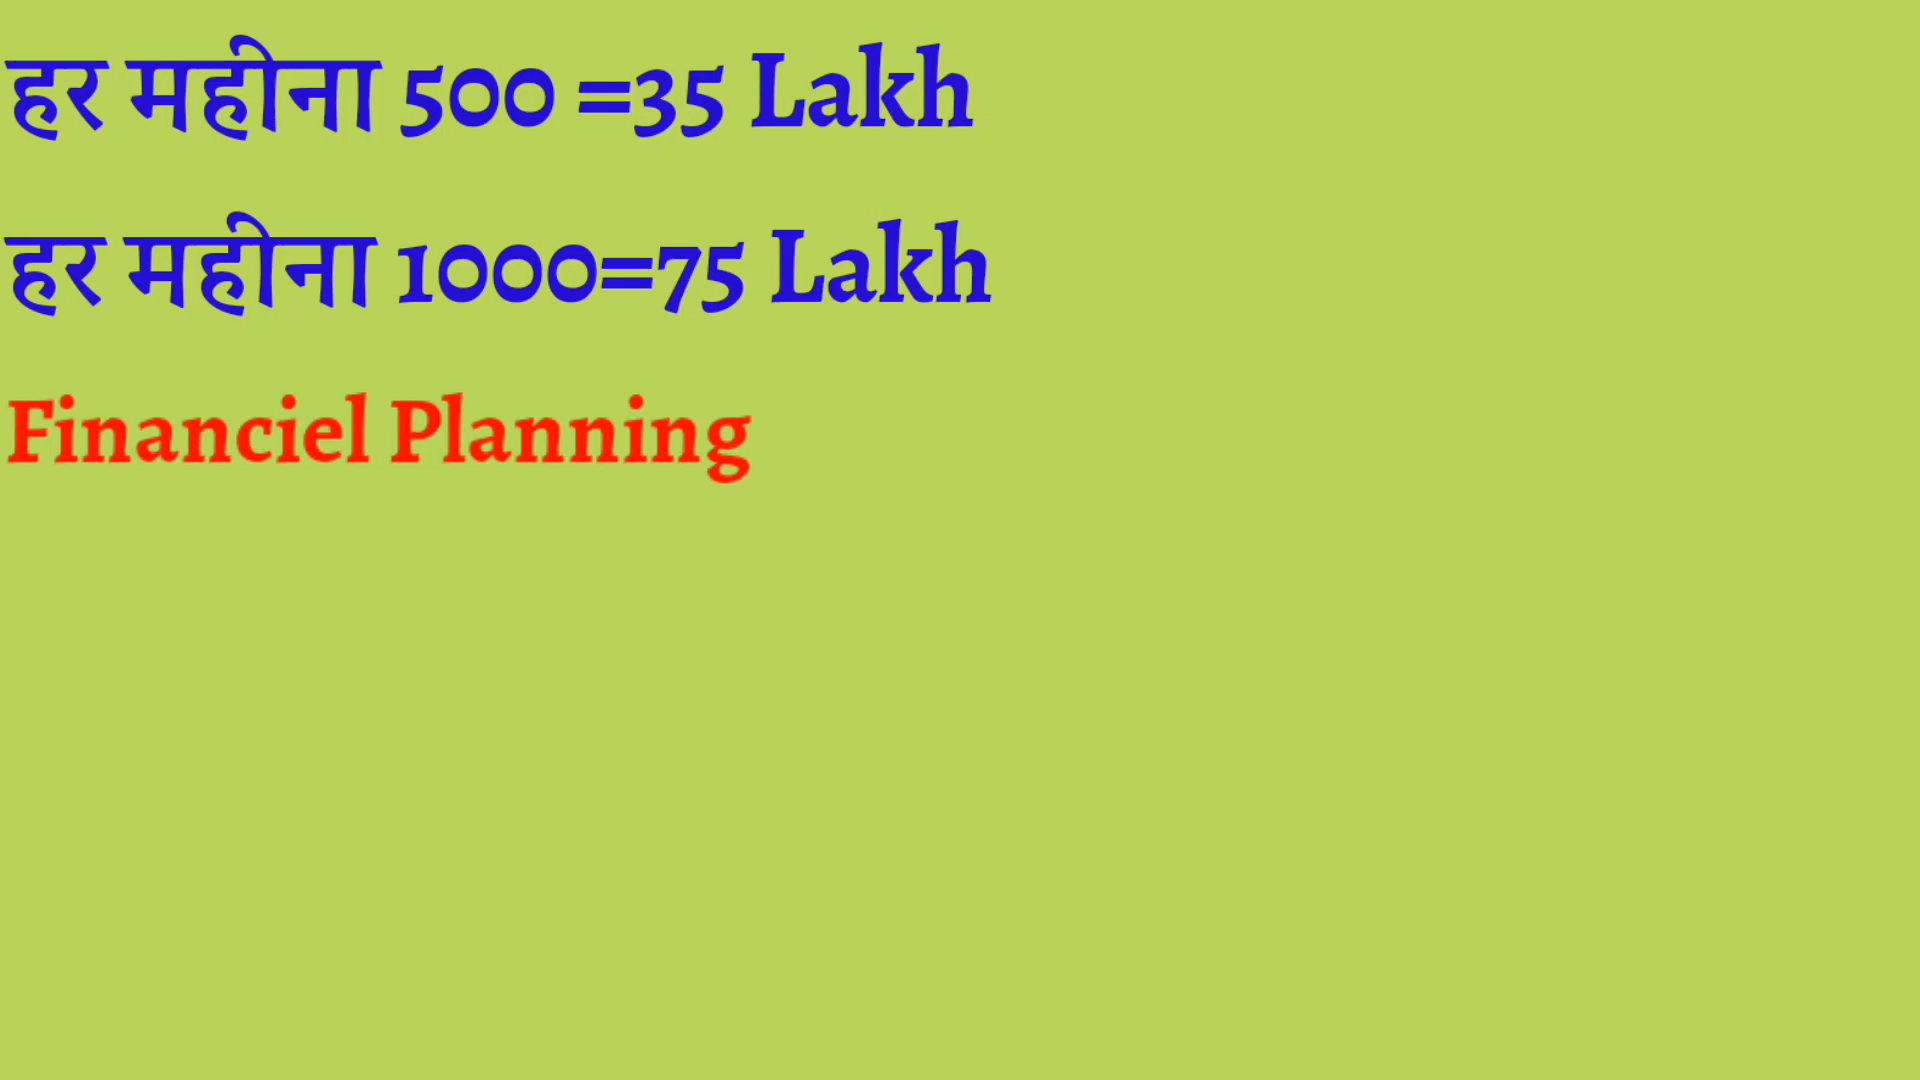 हर महीना 500 =35 Lakh
हर महीना 1000=75 Lakh
Financiel Planning